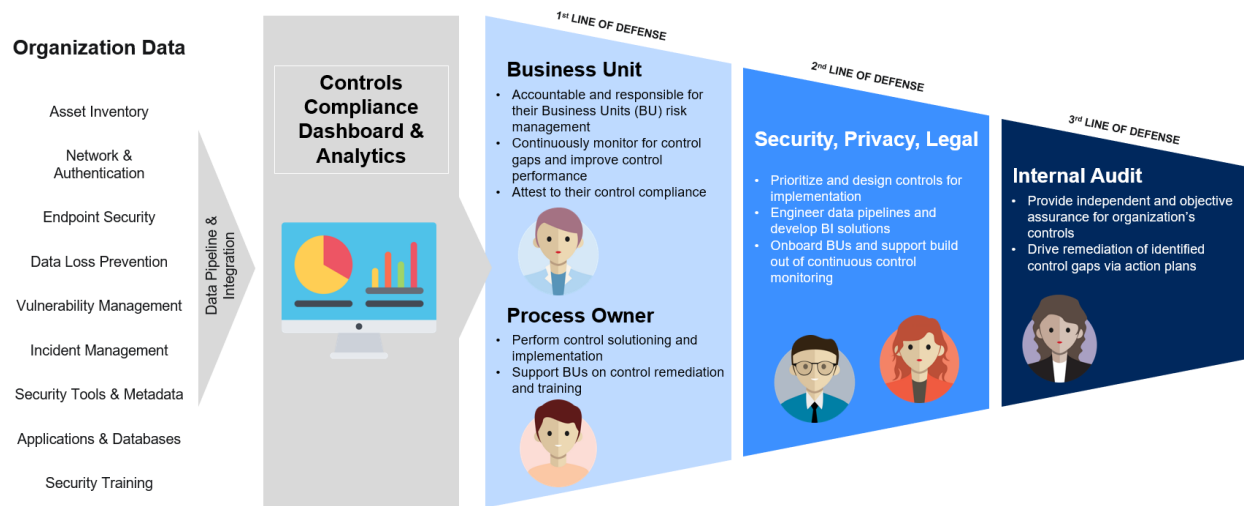 Organization Data
Asset Inventory
Network &
Authentication
Endpoint Security
Data Loss Prevention
Vulnerability Management
Incident Management
Security Tools & Metadata
Applications & Databases
Security Training
Data Pipeline &
Integration
Controls
Compliance
Dashboard &
Analytics
1st LINE OF DEFENSE
Business Unit
• Accountable and responsible for
their Business Units (BU) risk
management
• Continuously monitor for control
gaps and improve control
performance
• Attest to their control compliance
Process Owner
• Perform control solutioning and
implementation
• Support BUs on control remediation
and training
2nd LINE OF DEFENSE
Security, Privacy, Legal
• Prioritize and design controls for
implementation
• Engineer data pipelines and
develop BI solutions
• Onboard BUs and support build
out of continuous control
monitoring
3rd LINE OF DEFENSE
Internal Audit
• Provide independent and objective
assurance for organization's
controls
• Drive remediation of identified
control gaps via action plans